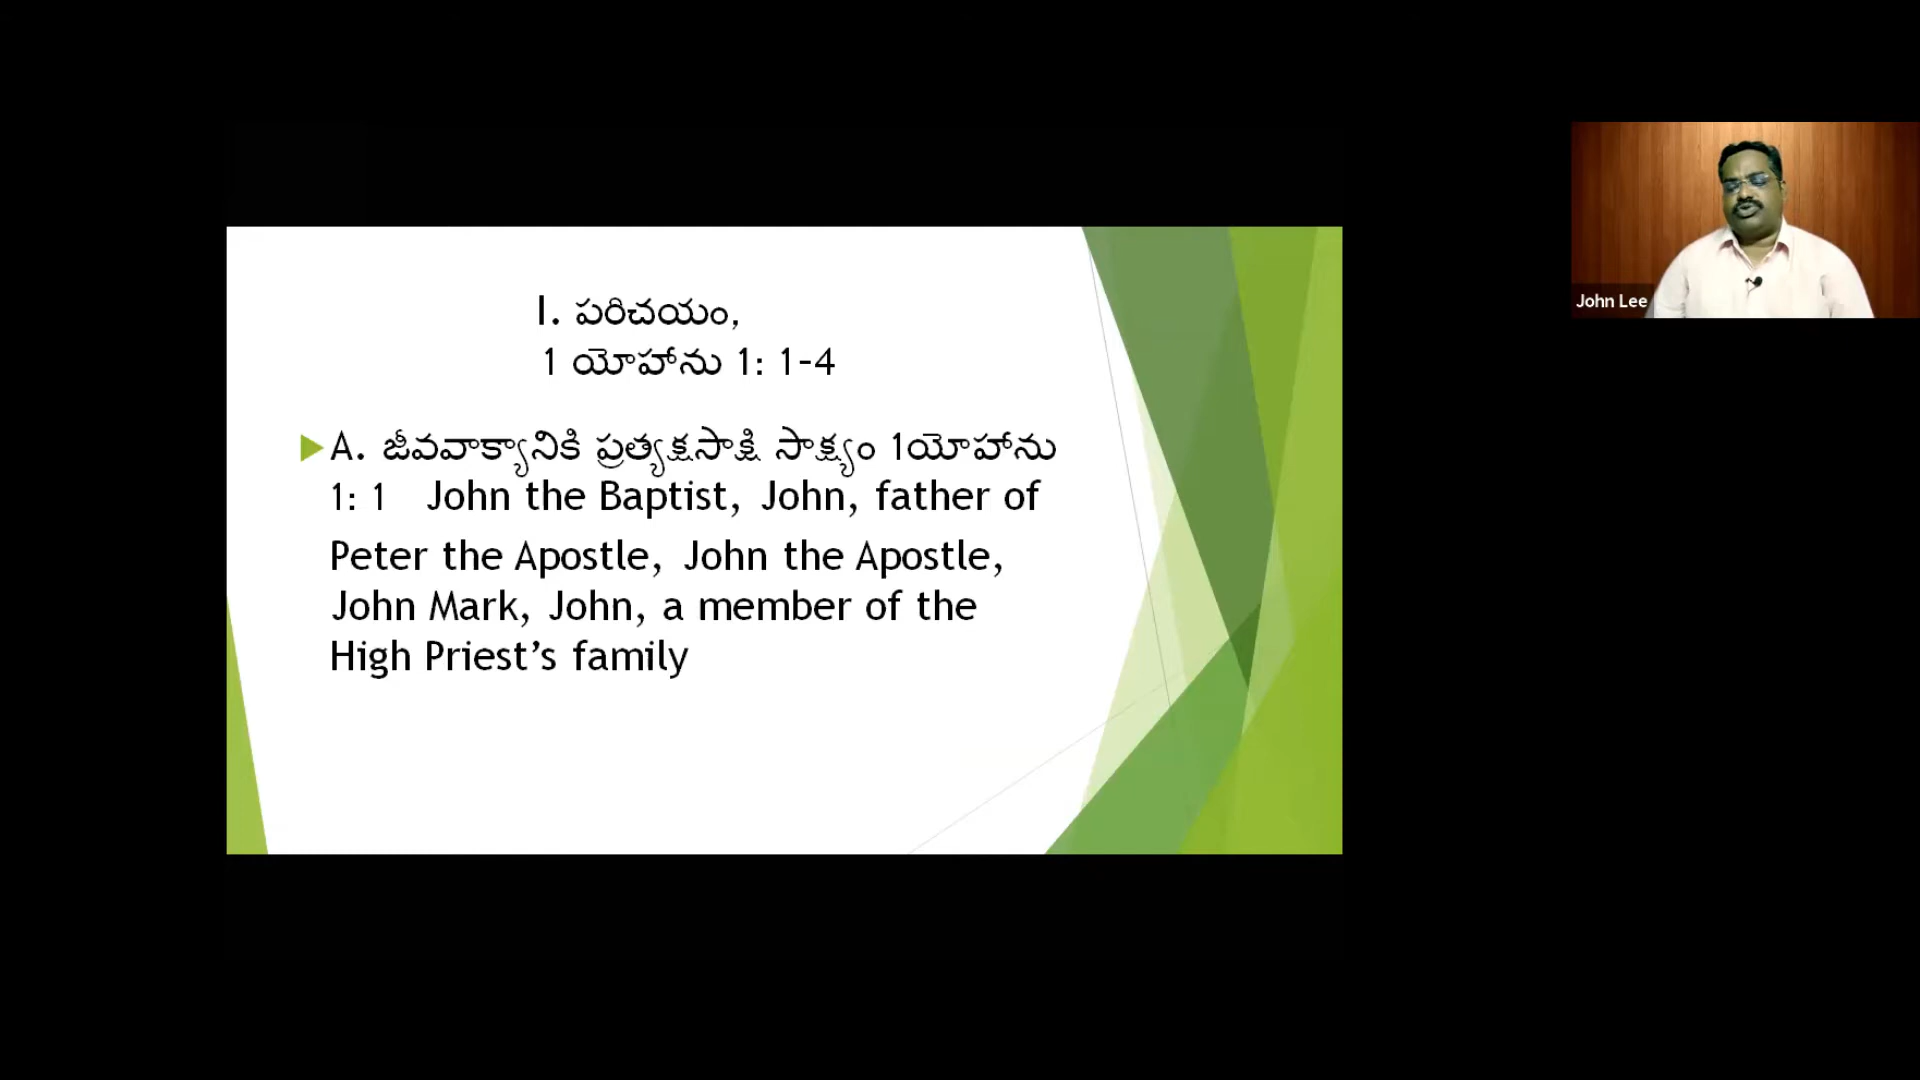 I. పరిచయం,
1 యోహాను 1: 1-4
A. జీవవాక్యానికి ప్రత్యక్షసాక్షి సాక్ష్యం 1యోహాను
1: 1 John the Baptist, John, father of
Peter the Apostle, John the Apostle,
John Mark, John, a member of the
High Priest’s family
John Lee